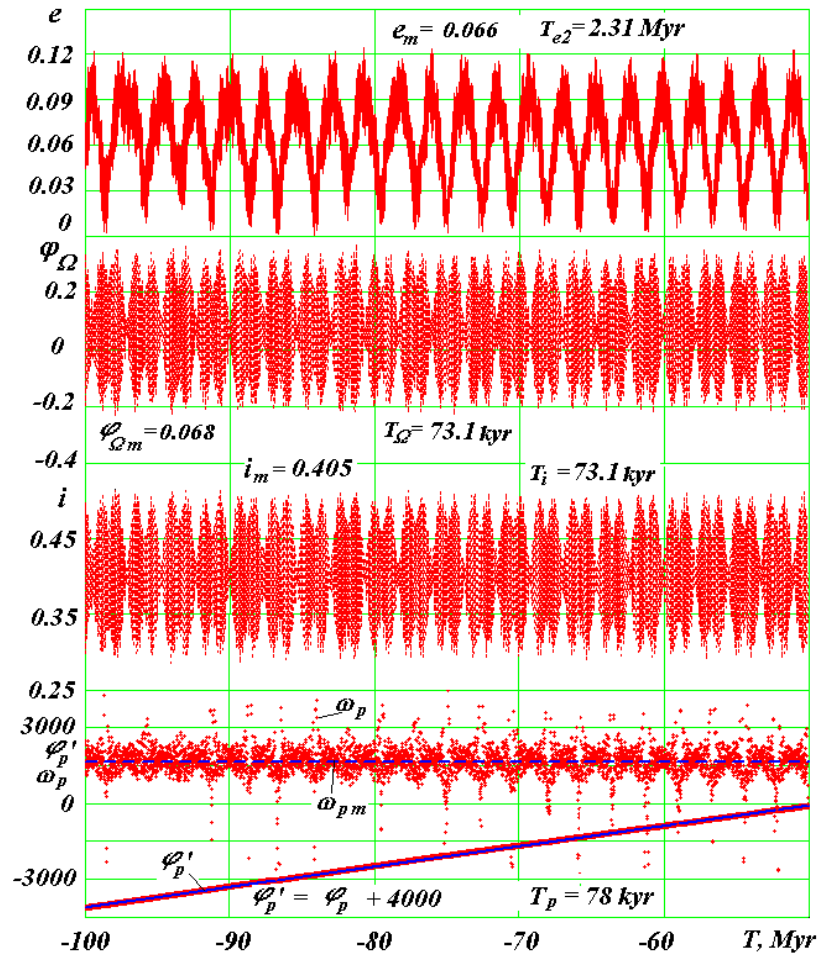 e
e_m = 0.066 T_e2 = 2.31 Myr
0.12
0.09
0.06
0.03
0
φ_Ω
0.2
0
-0.2
φ_Ωm = 0.068 T_Ω = 73.1 kyr
-0.4
i_m = 0.405 T_i = 73.1 kyr
i
0.45
0.35
0.25
ω_p
3000
φ_p'
ω_p
ω_pm
0
φ_p'
-3000
φ_p' = φ_p + 4000 T_p = 78 kyr
-100 -90 -80 -70 -60 T, Myr